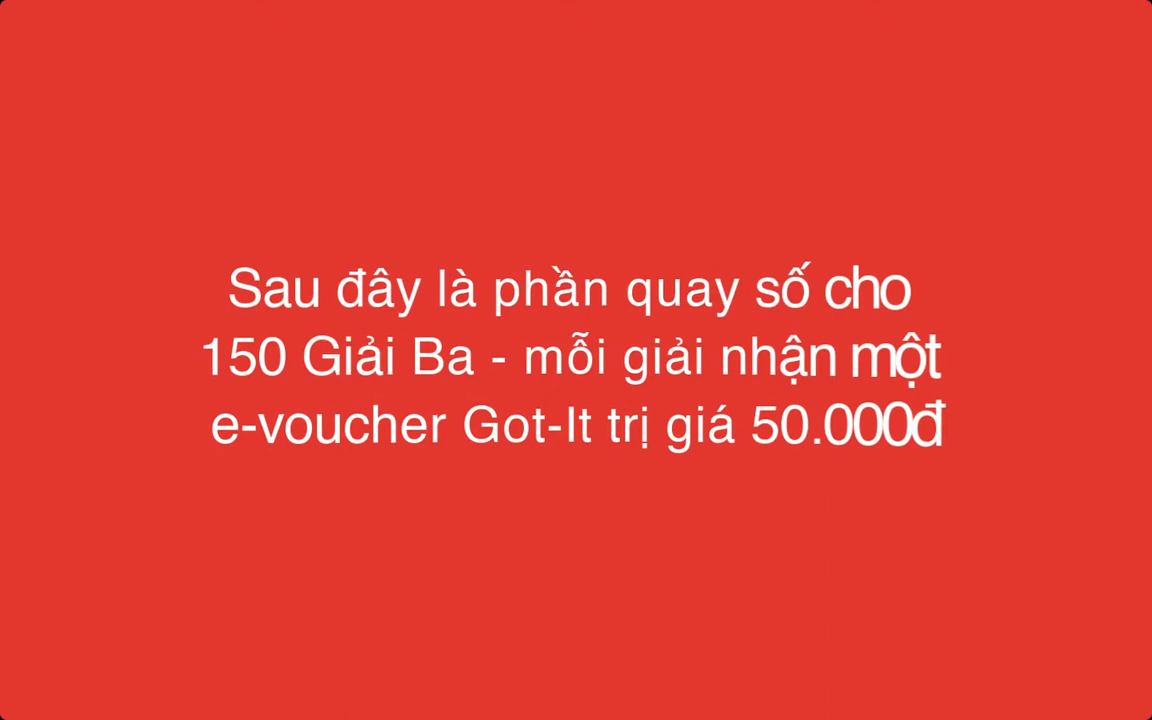 Sau đây là phần quay số cho
150 Giải Ba - mỗi giải nhận một
e-voucher Got-It trị giá 50.000đ